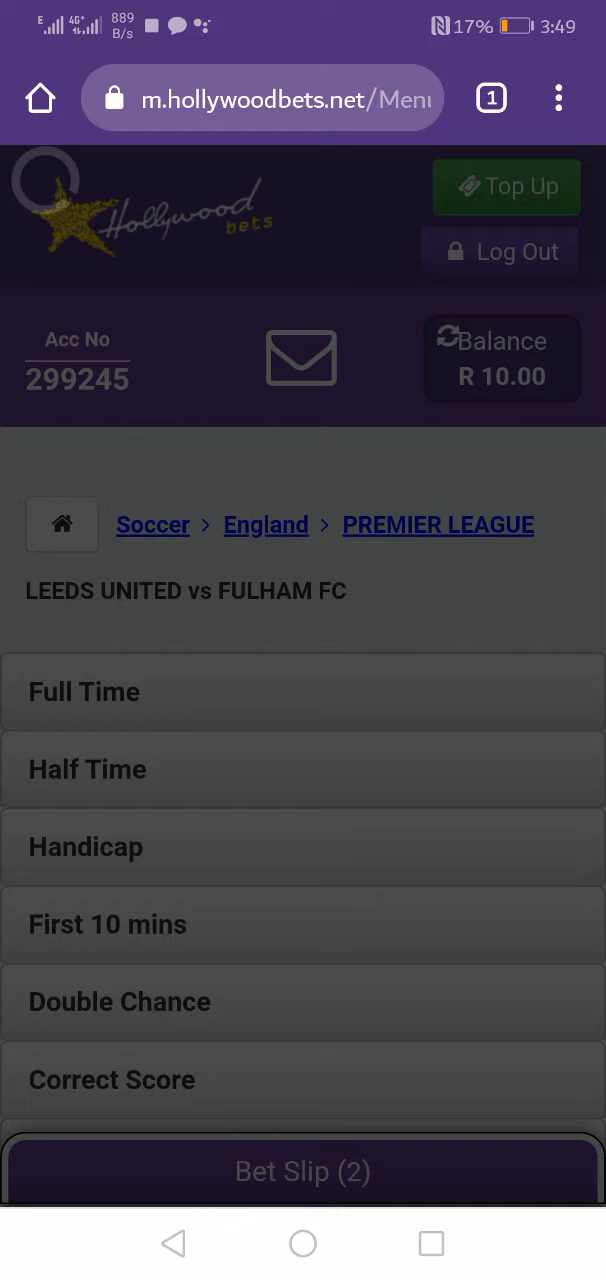 E 4G+ 889 B/s 17% 3:49
m.hollywoodbets.net/Menu
1
Hollywood bets
Top Up
Log Out
Acc No
299245
Balance
R 10.00
Soccer > England > PREMIER LEAGUE
LEEDS UNITED vs FULHAM FC
Full Time
Half Time
Handicap
First 10 mins
Double Chance
Correct Score
Bet Slip (2)